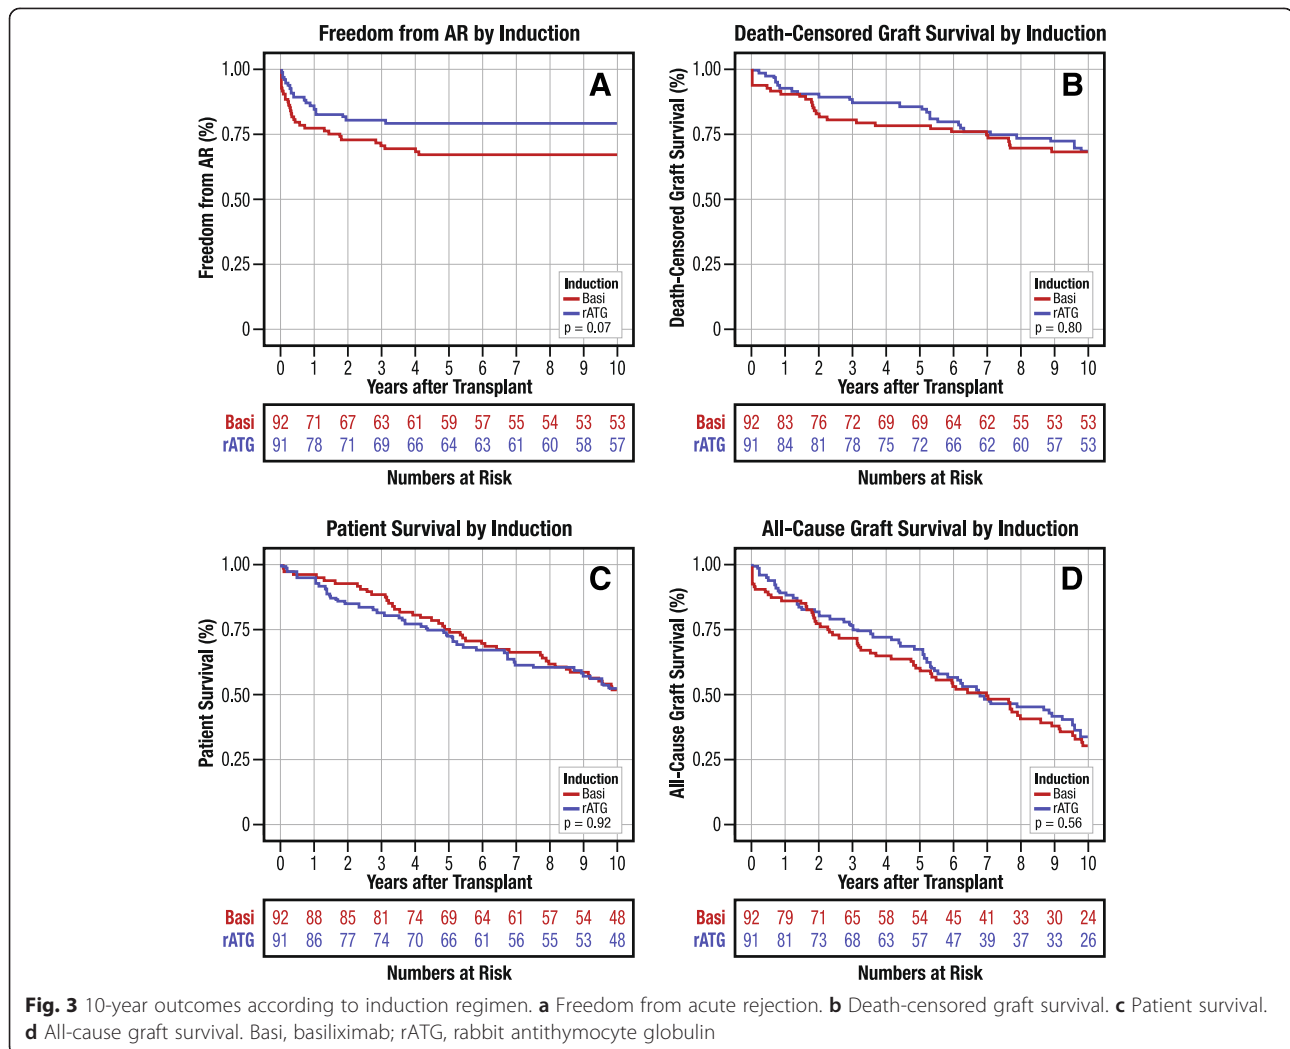 Freedom from AR by Induction
A
Freedom from AR (%)
1.00
0.75
0.50
0.25
0
Induction
Basi
rATG
p = 0.07
0 1 2 3 4 5 6 7 8 9 10
Years after Transplant
Basi 92 71 67 63 61 59 57 55 54 53 53
rATG 91 78 71 69 66 64 63 61 60 58 57
Numbers at Risk
Death-Censored Graft Survival by Induction
B
Death-Censored Graft Survival (%)
1.00
0.75
0.50
0.25
0
Induction
Basi
rATG
p = 0.80
0 1 2 3 4 5 6 7 8 9 10
Years after Transplant
Basi 92 83 76 72 69 69 64 62 55 53 53
rATG 91 84 81 78 75 72 66 62 60 57 53
Numbers at Risk
Patient Survival by Induction
C
Patient Survival (%)
1.00
0.75
0.50
0.25
0
Induction
Basi
rATG
p = 0.92
0 1 2 3 4 5 6 7 8 9 10
Years after Transplant
Basi 92 88 85 81 74 69 64 61 57 54 48
rATG 91 86 77 74 70 66 61 56 55 53 48
Numbers at Risk
All-Cause Graft Survival by Induction
D
All-Cause Graft Survival (%)
1.00
0.75
0.50
0.25
0
Induction
Basi
rATG
p = 0.56
0 1 2 3 4 5 6 7 8 9 10
Years after Transplant
Basi 92 79 71 65 58 54 45 41 33 30 24
rATG 91 81 73 68 63 57 47 39 37 33 26
Numbers at Risk
Fig. 3 10-year outcomes according to induction regimen. a Freedom from acute rejection. b Death-censored graft survival. c Patient survival.
d All-cause graft survival. Basi, basiliximab; rATG, rabbit antithymocyte globulin